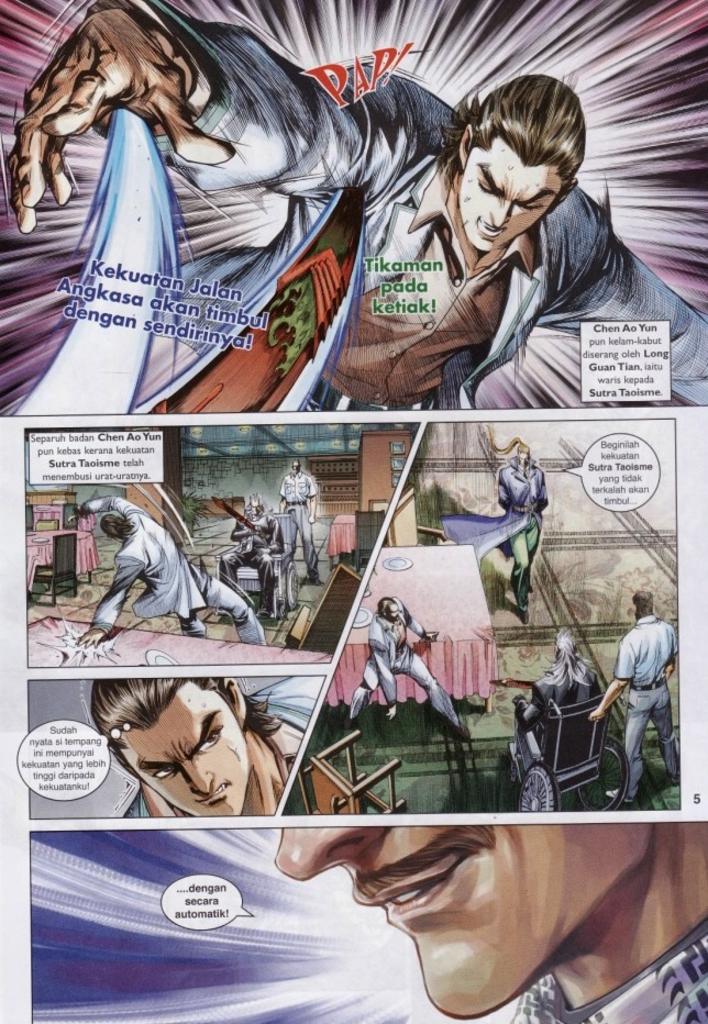 PAP!
Kekuatan Jalan
Angkasa akan timbul
dengan sendirinya!
Tikaman
pada
ketiak!
Chen Ao Yun
pun kelam-kabut
diserang oleh Long
Guan Tian, iaitu
waris kepada
Sutra Taoisme.
Separuh badan Chen Ao Yun
pun kebas kerana kekuatan
Sutra Taoisme telah
menembusi urat-uratnya.
Beginilah
kekuatan
Sutra Taoisme
yang tidak
terkalah akan
timbul...
Sudah
nyata si tempang
ini mempunyai
kekuatan yang lebih
tinggi daripada
kekuatanku!
5
....dengan
secara
automatik!